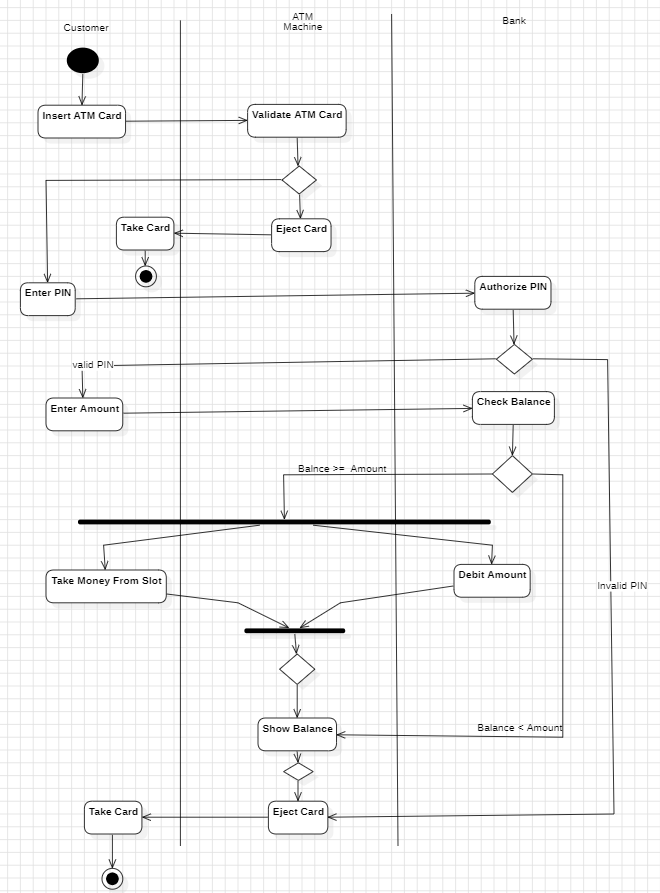 Customer
ATM
Machine
Bank
Insert ATM Card
Validate ATM Card
Take Card
Eject Card
Enter PIN
Authorize PIN
valid PIN
Enter Amount
Check Balance
Balnce >= Amount
Take Money From Slot
Debit Amount
Invalid PIN
Show Balance
Balance < Amount
Take Card
Eject Card